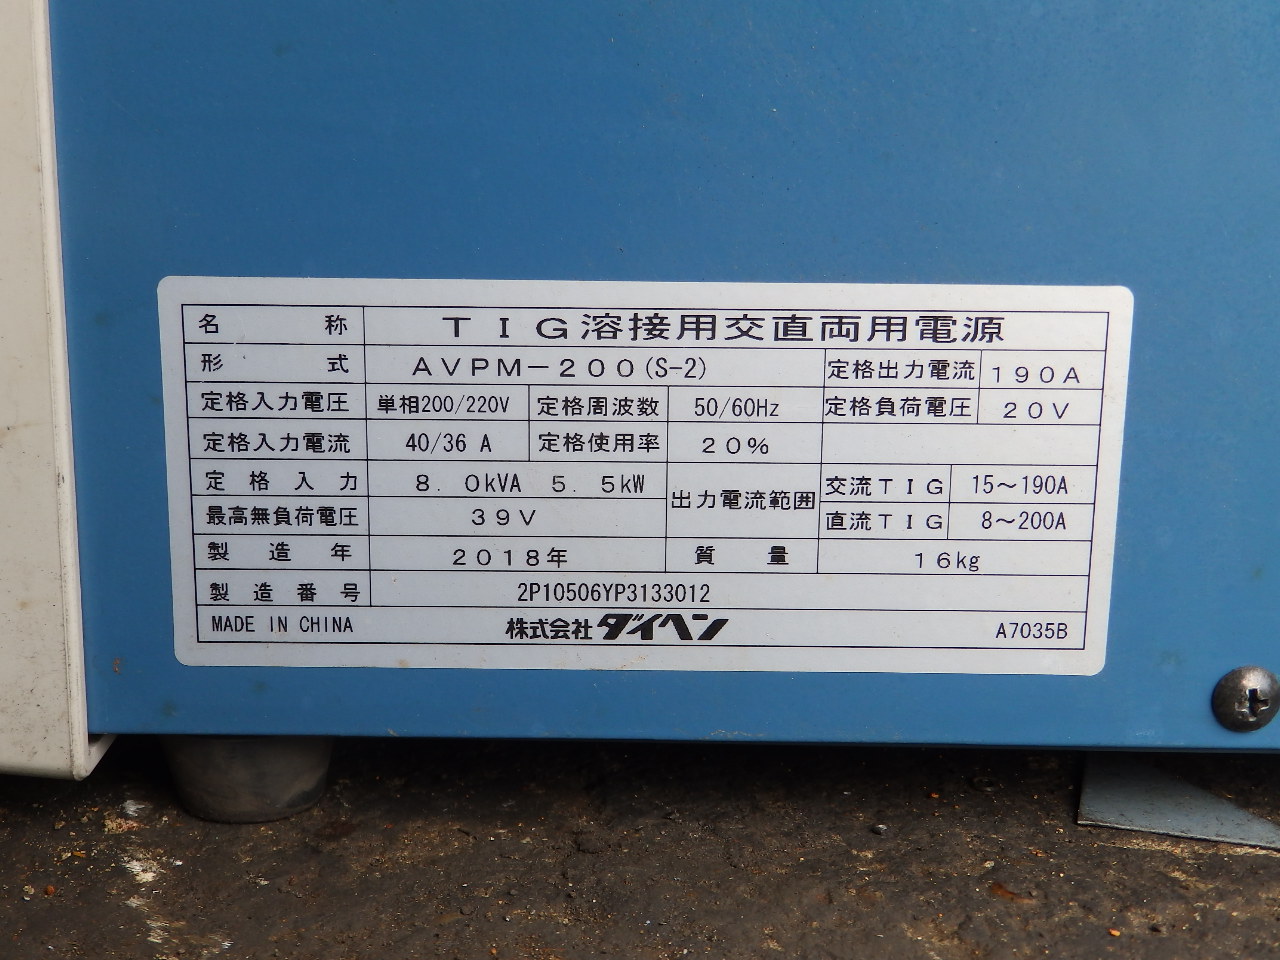 名称 TIG溶接用交直両用電源
形式 AVPM-200(S-2) 定格出力電流 190A
定格入力電圧 単相200/220V 定格周波数 50/60Hz 定格負荷電圧 20V
定格入力電流 40/36 A 定格使用率 20%
定格入力 8.0kVA 5.5kW 出力電流範囲 交流TIG 15～190A
最高無負荷電圧 39V 直流TIG 8～200A
製造年 2018年 質量 16kg
製造番号 2P10506YP3133012
MADE IN CHINA 株式会社ダイヘン A7035B